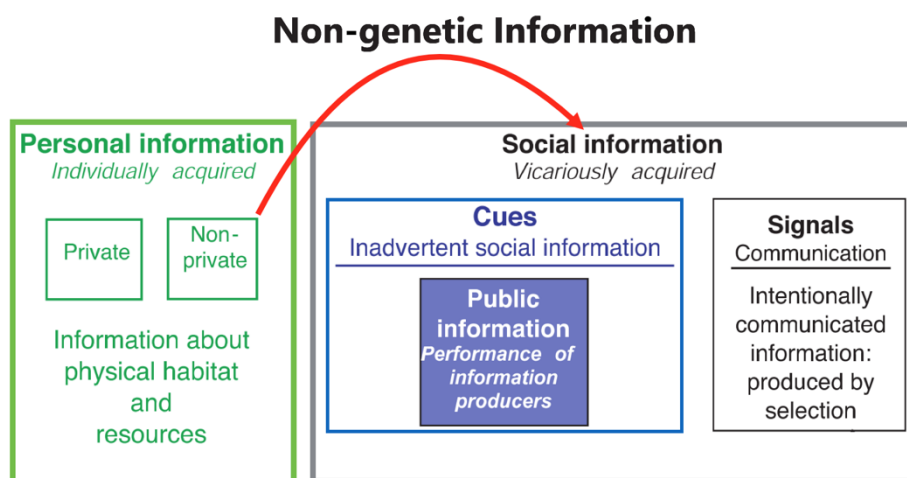 Non-genetic Information
Personal information
Individually acquired
Private
Non-
private
Information about
physical habitat
and
resources
Social information
Vicariously acquired
Cues
Inadvertent social information
Public
information
Performance of
information
producers
Signals
Communication
Intentionally
communicated
information:
produced by
selection